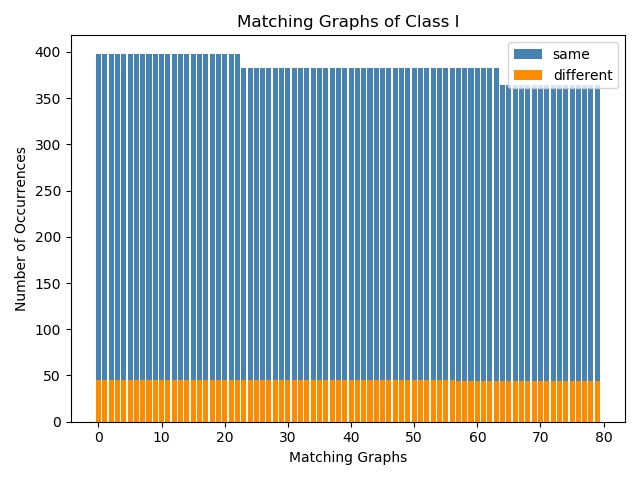 Matching Graphs of Class I
same
different
400
350
300
250
200
150
100
50
0
Number of Occurrences
0 10 20 30 40 50 60 70 80
Matching Graphs